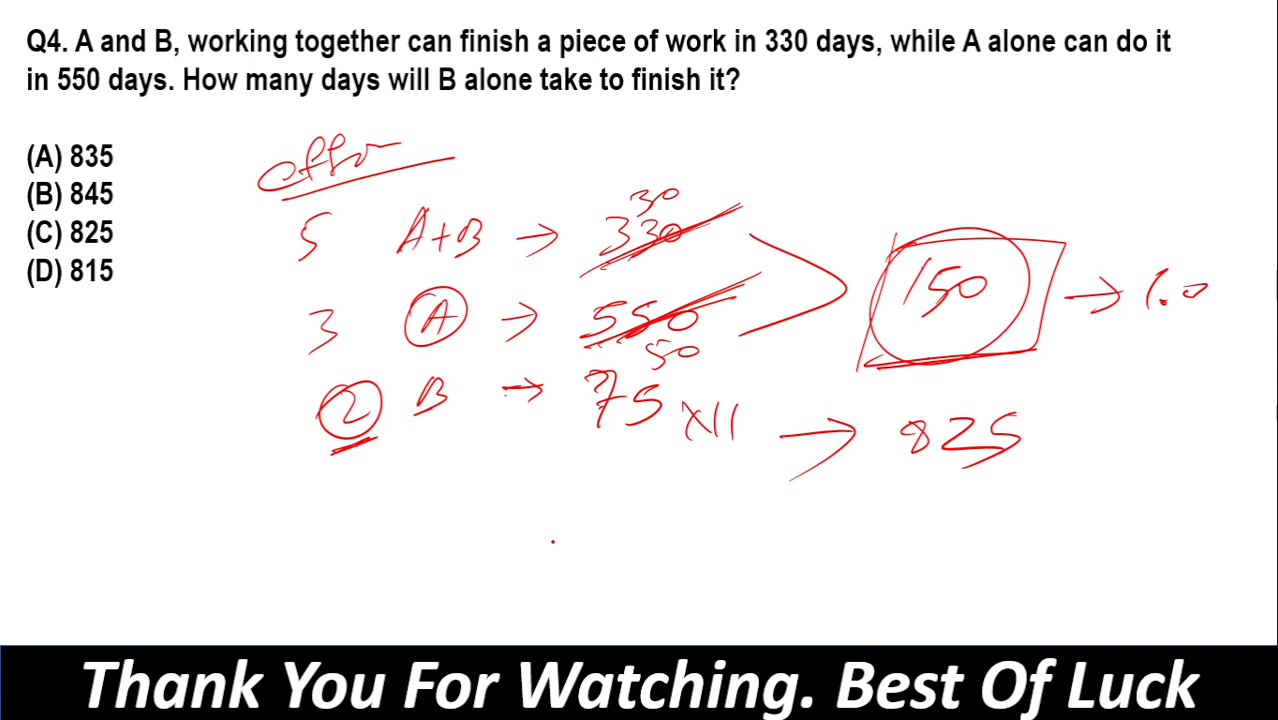 Q4. A and B, working together can finish a piece of work in 330 days, while A alone can do it
in 550 days. How many days will B alone take to finish it?
(A) 835
(B) 845
(C) 825
(D) 815
30
5 A+B → 330
150 →
3 A → 550
50
2 B → 75 x11 → 825
Thank You For Watching. Best Of Luck